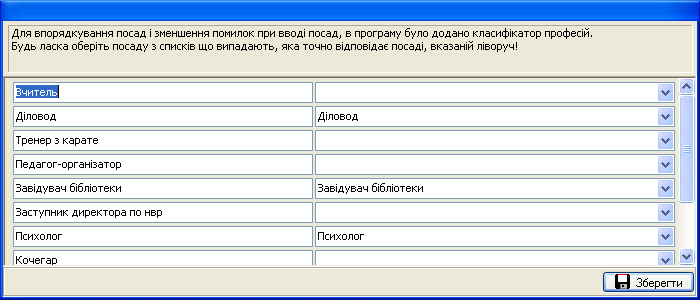 Для впорядкування посад і зменшення помилок при вводі посад, в програму було додано класифікатор професій.
Будь ласка оберіть посаду з списків що випадають, яка точно відповідає посаді, вказаній ліворуч!
Вчитель
Діловод Діловод
Тренер з карате
Педагог-організатор
Завідувач бібліотеки Завідувач бібліотеки
Заступник директора по нвр
Психолог Психолог
Кочегар
Зберегти